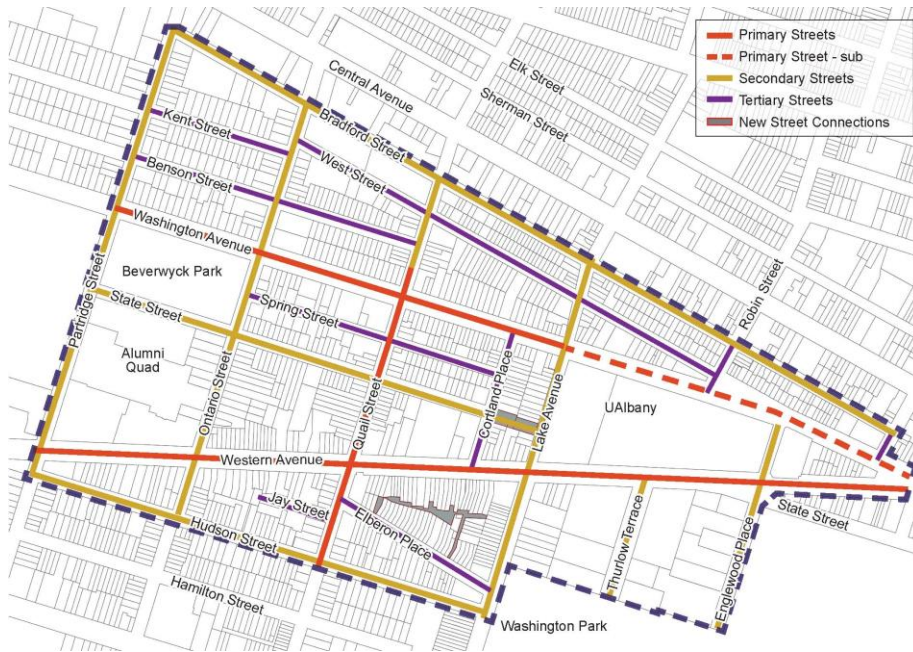 Primary Streets
Primary Street - sub
Secondary Streets
Tertiary Streets
New Street Connections
Elk Street
Central Avenue
Sherman Street
Kent Street
Bradford Street
West Street
Benson Street
Washington Avenue
Robin Street
Beverwyck Park
Partridge Street
State Street
Spring Street
Alumni
Quad
Ontario Street
Quail Street
Cortland Place
Lake Avenue
UAlbany
Western Avenue
Jay Street
Elberon Place
State Street
Hudson Street
Thurlow Terrace
Englewood Place
Hamilton Street
Washington Park